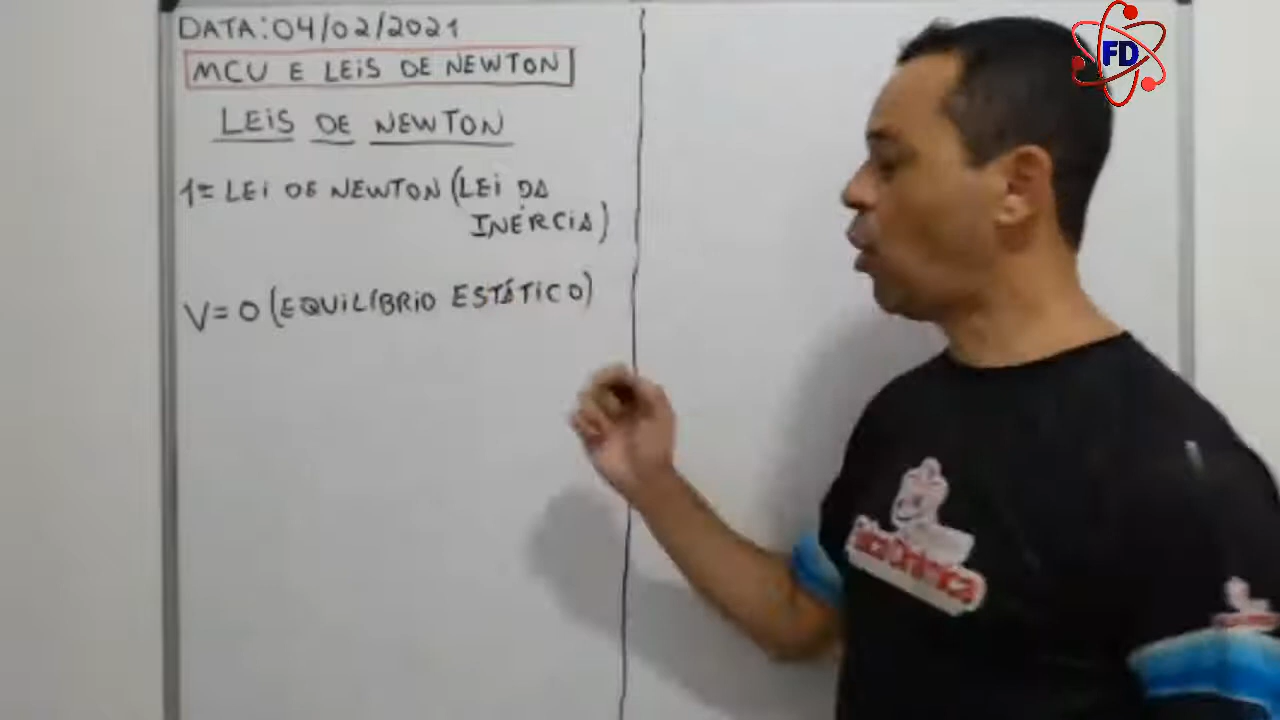 DATA: 04/02/2021
MCU E LEIS DE NEWTON
LEIS DE NEWTON
1ª LEI DE NEWTON (LEI DA
INÉRCIA)
V = 0 (EQUILÍBRIO ESTÁTICO)
FD